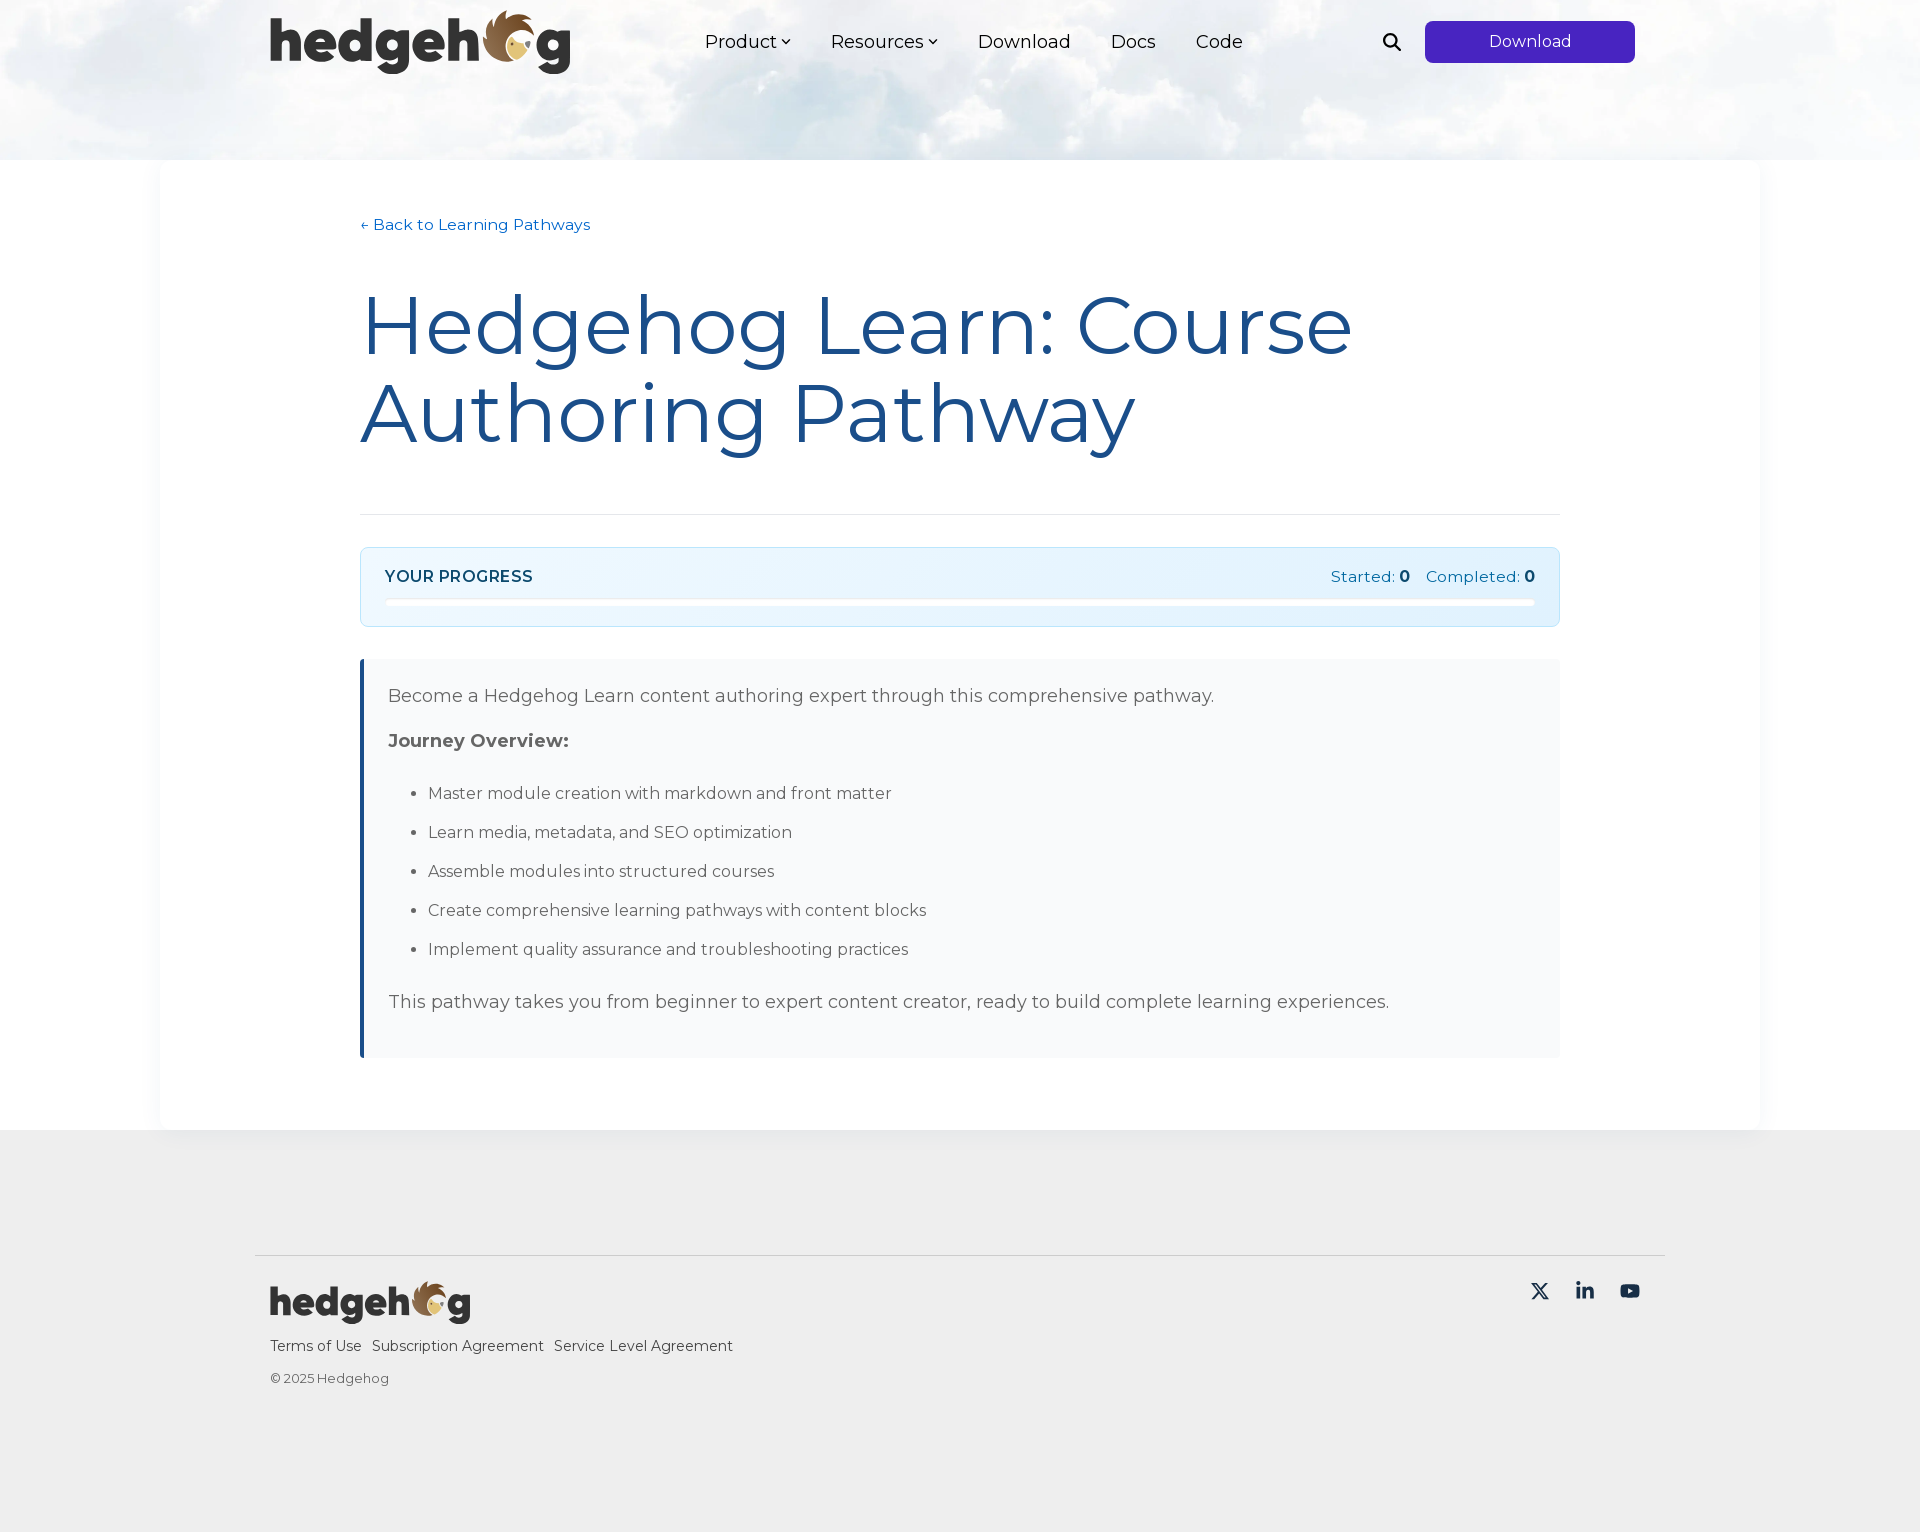 hedgehog
Product
Resources
Download
Docs
Code
Download
← Back to Learning Pathways
Hedgehog Learn: Course
Authoring Pathway
YOUR PROGRESS
Started: 0
Completed: 0
Become a Hedgehog Learn content authoring expert through this comprehensive pathway.
Journey Overview:
Master module creation with markdown and front matter
Learn media, metadata, and SEO optimization
Assemble modules into structured courses
Create comprehensive learning pathways with content blocks
Implement quality assurance and troubleshooting practices
This pathway takes you from beginner to expert content creator, ready to build complete learning experiences.
hedgehog
Terms of Use
Subscription Agreement
Service Level Agreement
© 2025 Hedgehog